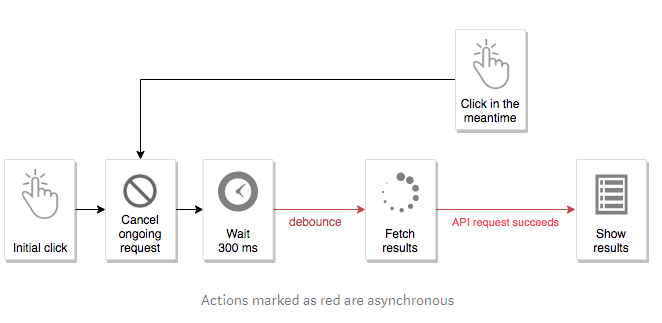 Click in the
meantime
Initial click
Cancel
ongoing
request
Wait
300 ms
debounce
Fetch
results
API request succeeds
Show
results
Actions marked as red are asynchronous